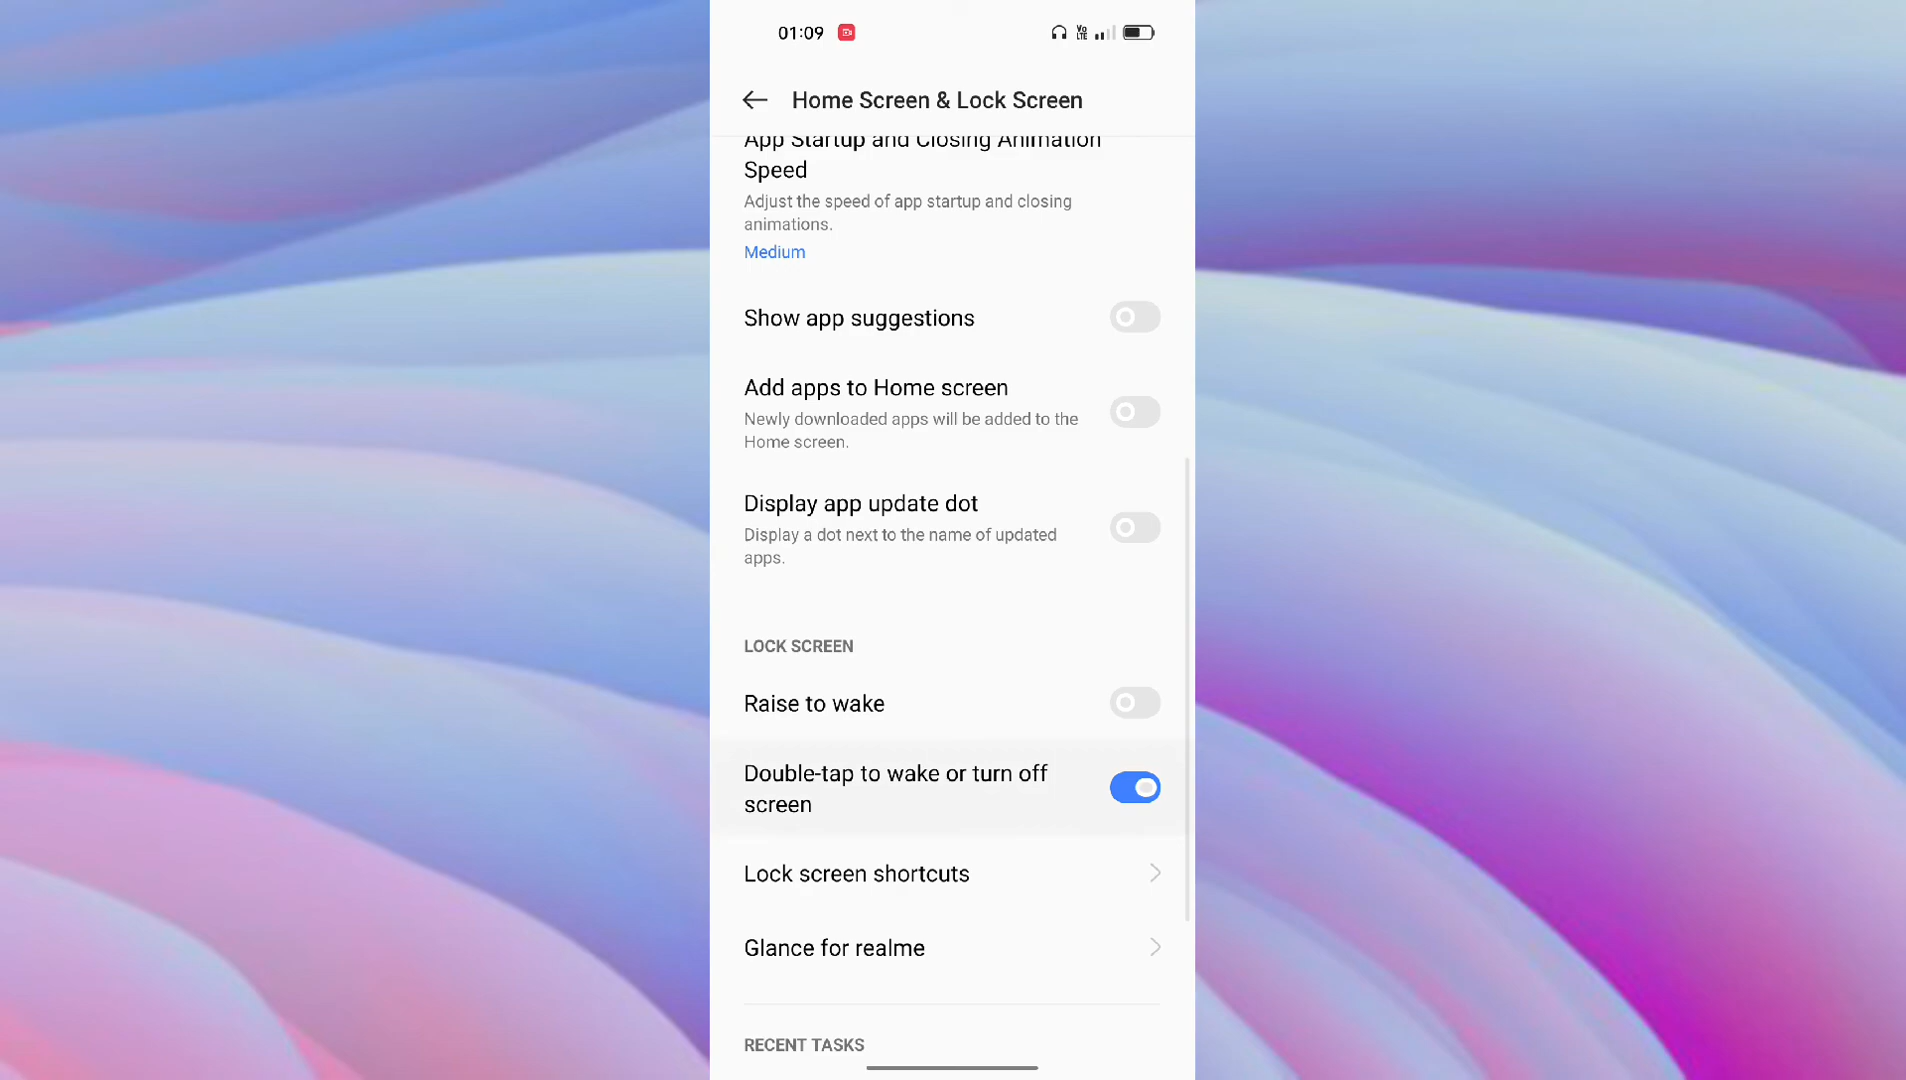 01:09
Vo
LTE
Home Screen & Lock Screen
App Startup and Closing Animation
Speed
Adjust the speed of app startup and closing
animations.
Medium
Show app suggestions
Add apps to Home screen
Newly downloaded apps will be added to the
Home screen.
Display app update dot
Display a dot next to the name of updated
apps.
LOCK SCREEN
Raise to wake
Double-tap to wake or turn off
screen
Lock screen shortcuts
Glance for realme
RECENT TASKS